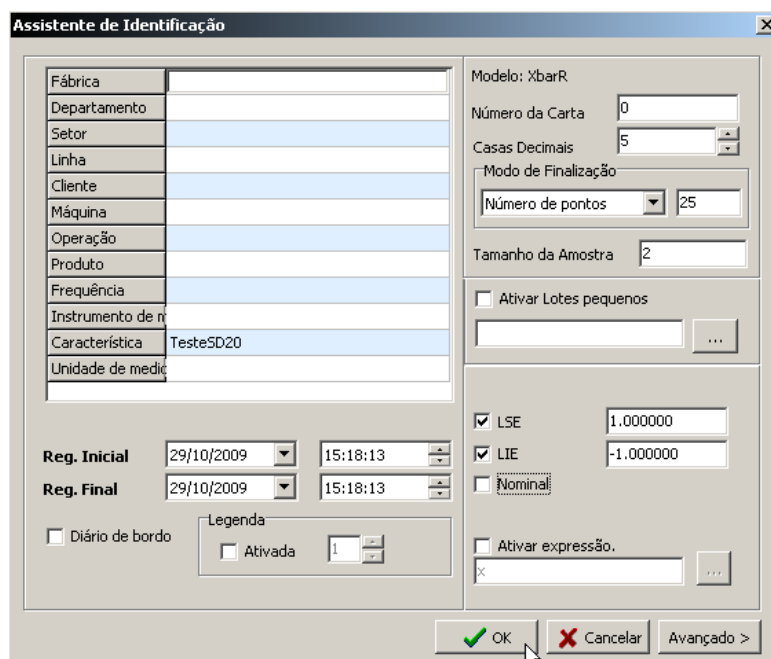 Assistente de Identificação
Fábrica
Departamento
Setor
Linha
Cliente
Máquina
Operação
Produto
Frequência
Instrumento de
Característica TesteSD20
Unidade de
Reg. Inicial 29/10/2009 15:18:13
Reg. Final 29/10/2009 15:18:13
Diário de bordo
Legenda
Ativada 1
Modelo: XbarR
Número da Carta 0
Casas Decimais 5
Modo de Finalização
Número de pontos 25
Tamanho da Amostra 2
Ativar Lotes pequenos
...
LSE 1.000000
LIE -1.000000
Nominal
Ativar expressão.
x ...
OK Cancelar Avançado >